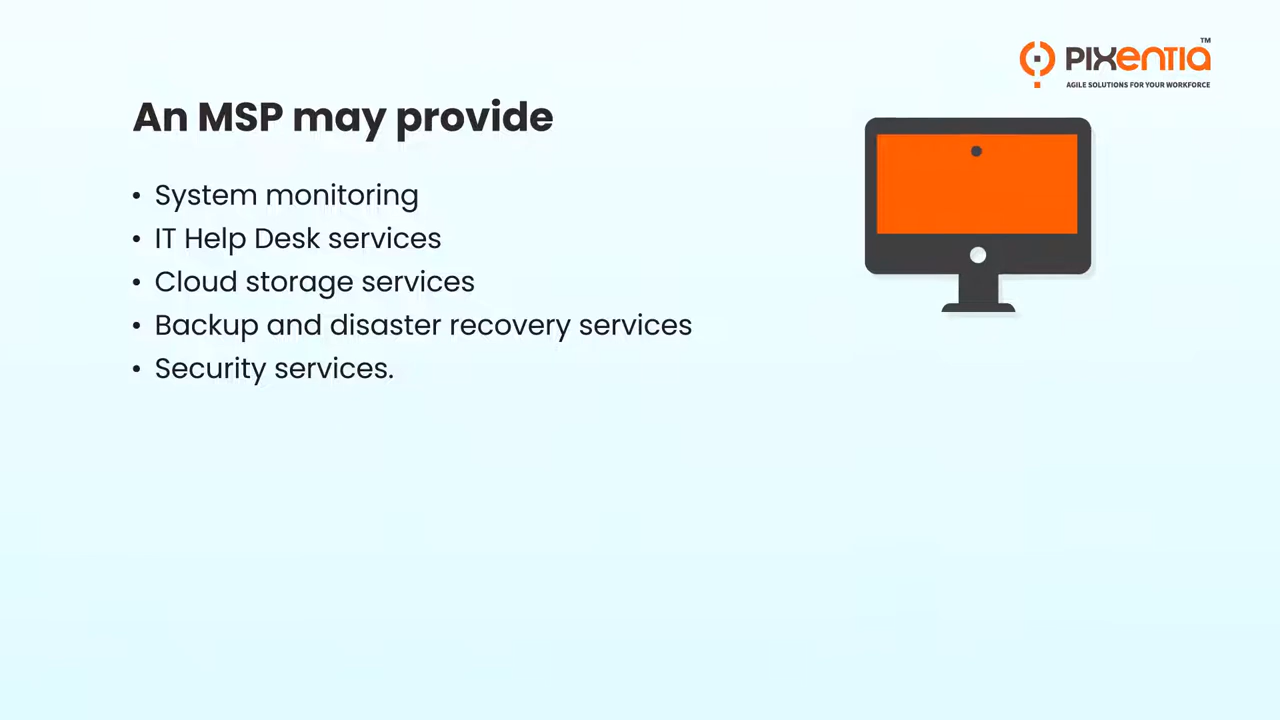 PIXENTIA™
AGILE SOLUTIONS FOR YOUR WORKFORCE
An MSP may provide
• System monitoring
• IT Help Desk services
• Cloud storage services
• Backup and disaster recovery services
• Security services.